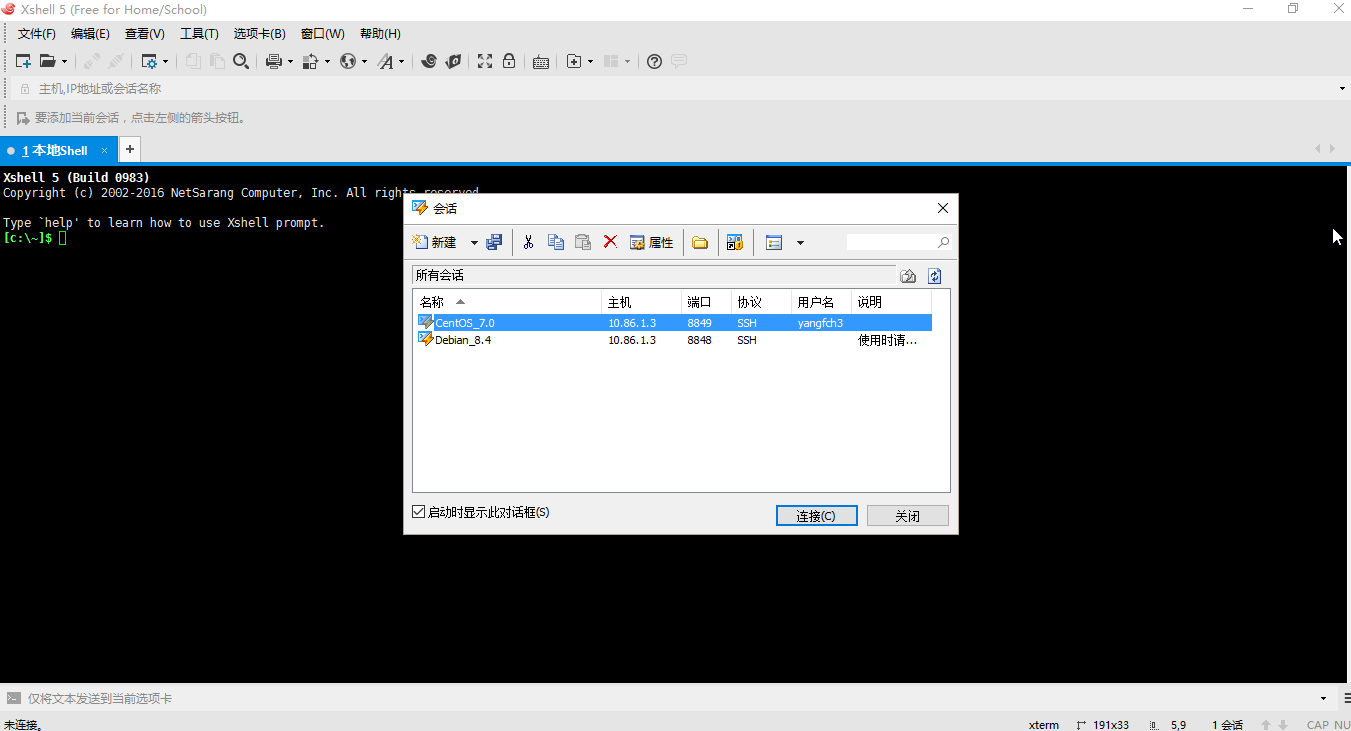 Xshell 5 (Free for Home/School)
文件(F) 编辑(E) 查看(V) 工具(T) 选项卡(B) 窗口(W) 帮助(H)
主机,IP地址或会话名称
要添加当前会话，点击左侧的箭头按钮。
1 本地Shell × +
Xshell 5 (Build 0983)
Copyright (c) 2002-2016 NetSarang Computer, Inc. All rights reserved
Type `help' to learn how to use Xshell prompt.
[c:\~]$
会话
新建 属性
所有会话
名称 主机 端口 协议 用户名 说明
CentOS_7.0 10.86.1.3 8849 SSH yangfch3
Debian_8.4 10.86.1.3 8848 SSH 使用时请...
启动时显示此对话框(S) 连接(C) 关闭
仅将文本发送到当前选项卡
未连接。 xterm 191x33 5,9 1 会话 CAP NU